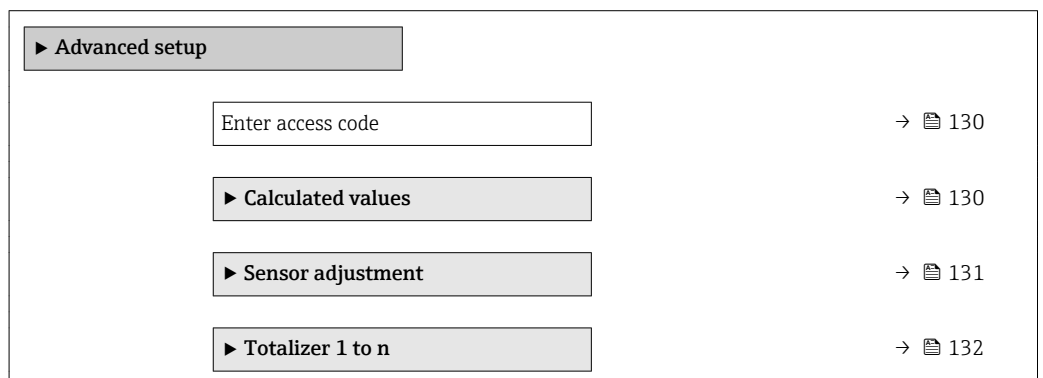 ▶ Advanced setup
Enter access code → 130
▶ Calculated values → 130
▶ Sensor adjustment → 131
▶ Totalizer 1 to n → 132